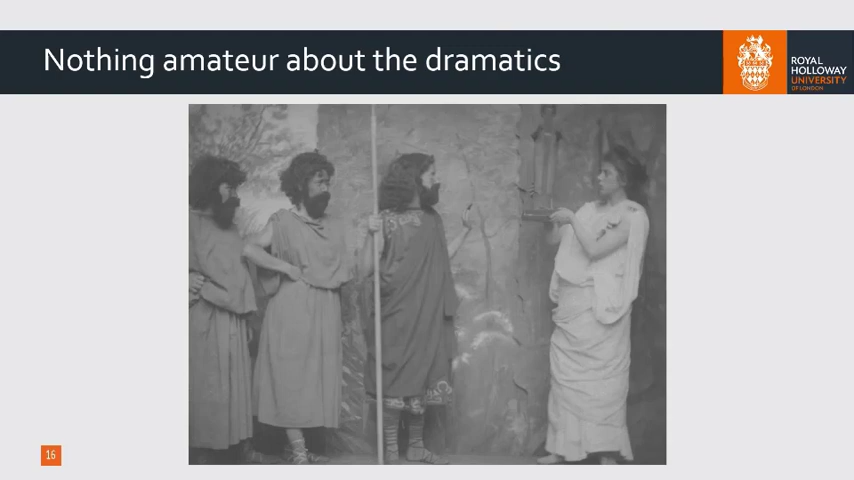 Nothing amateur about the dramatics
ROYAL
HOLLOWAY
UNIVERSITY
OF LONDON
16